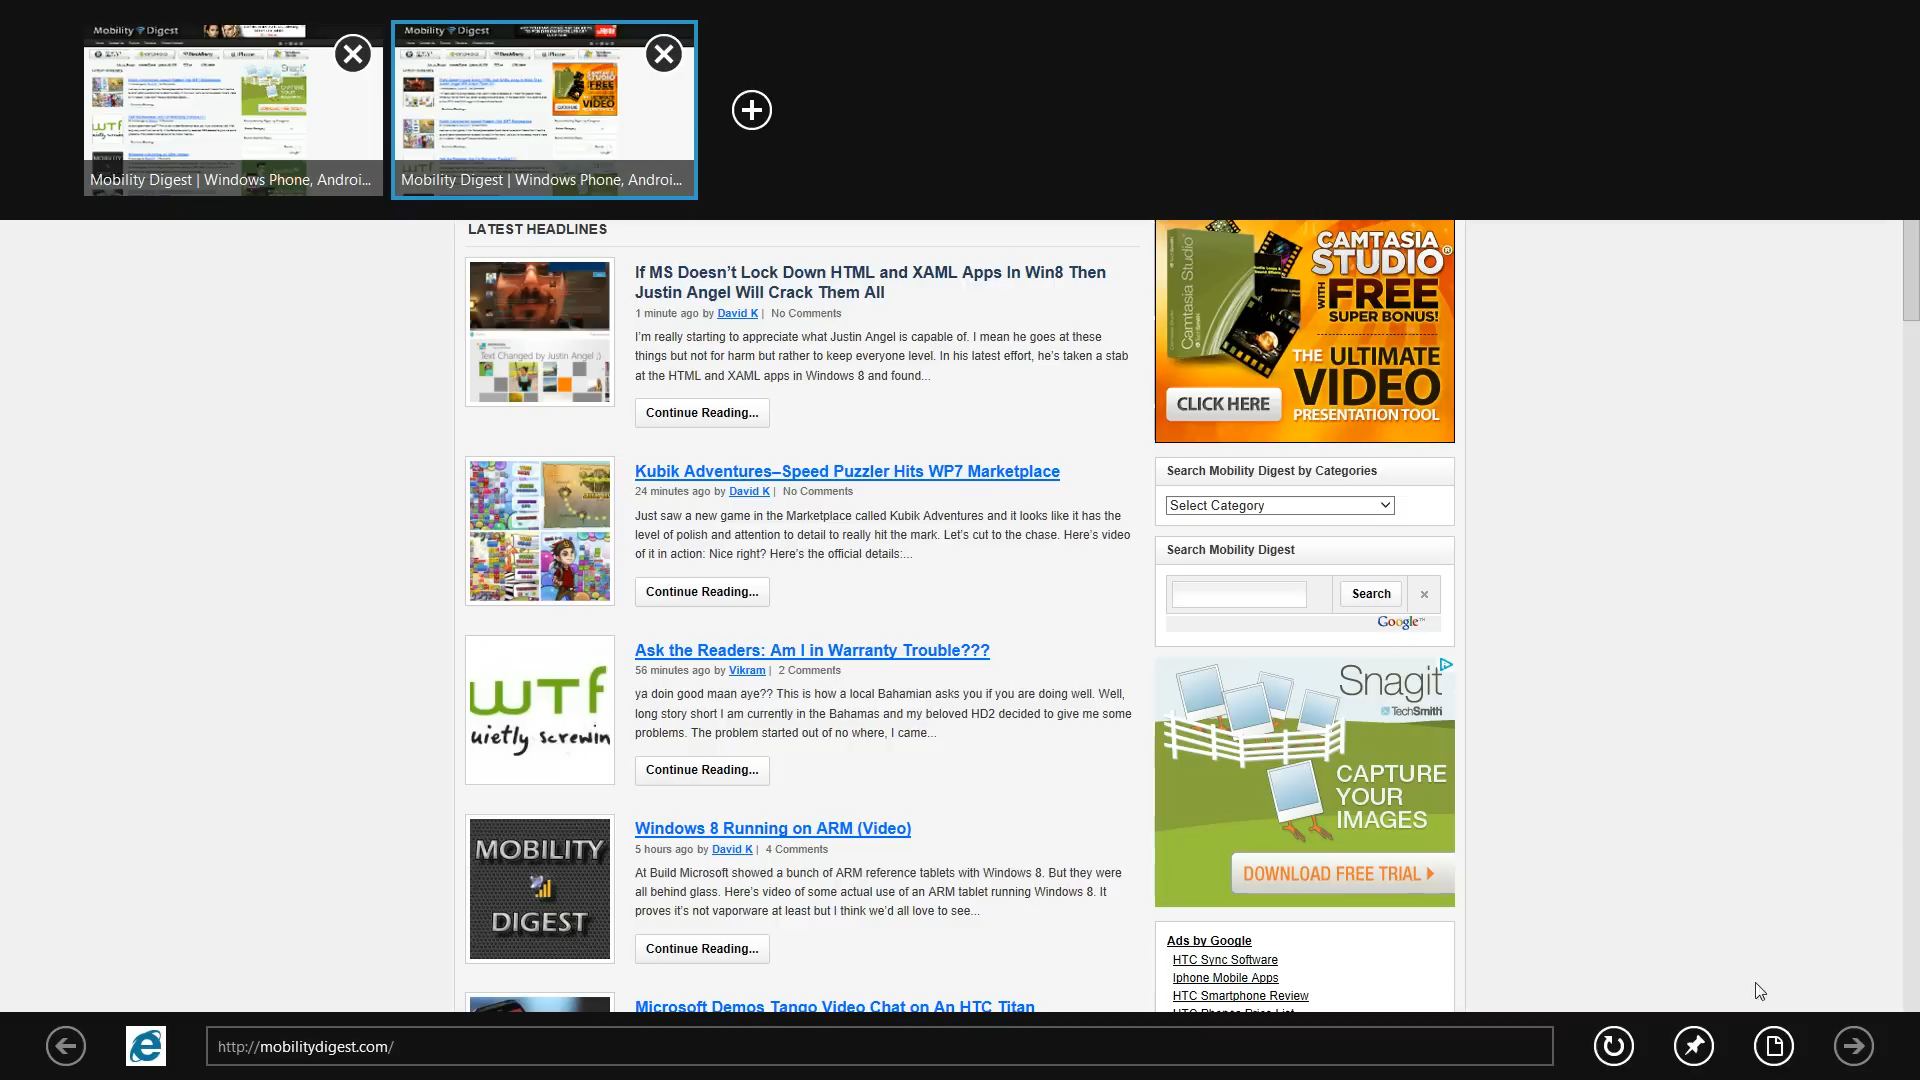 Mobility Digest
Mobility Digest
Mobility Digest | Windows Phone, Androi...
Mobility Digest | Windows Phone, Androi...
LATEST HEADLINES
If MS Doesn’t Lock Down HTML and XAML Apps In Win8 Then
Justin Angel Will Crack Them All
1 minute ago by David K | No Comments
I’m really starting to appreciate what Justin Angel is capable of. I mean he goes at these
things but not for harm but rather to keep everyone level. In his latest effort, he’s taken a stab
at the HTML and XAML apps in Windows 8 and found...
Continue Reading...
Text Changed by Justin Angel ;)
Kubik Adventures–Speed Puzzler Hits WP7 Marketplace
24 minutes ago by David K | No Comments
Just saw a new game in the Marketplace called Kubik Adventures and it looks like it has the
level of polish and attention to detail to really hit the mark. Let’s cut to the chase. Here’s video
of it in action: Nice right? Here’s the official details:...
Continue Reading...
WTF
uietly screwin
Ask the Readers: Am I in Warranty Trouble???
56 minutes ago by Vikram | 2 Comments
ya doin good maan aye?? This is how a local Bahamian asks you if you are doing well. Well,
long story short I am currently in the Bahamas and my beloved HD2 decided to give me some
problems. The problem started out of no where, I came...
Continue Reading...
MOBILITY
DIGEST
Windows 8 Running on ARM (Video)
5 hours ago by David K | 4 Comments
At Build Microsoft showed a bunch of ARM reference tablets with Windows 8. But they were
all behind glass. Here’s video of some actual use of an ARM tablet running Windows 8. It
proves it’s not vaporware at least but I think we’d all love to see...
Continue Reading...
Microsoft Demos Tango Video Chat on An HTC Titan
Camtasia Studio
CAMTASIA
STUDIO®
WITH FREE
SUPER BONUS!
THE ULTIMATE
VIDEO
PRESENTATION TOOL
CLICK HERE
Search Mobility Digest by Categories
Select Category
Search Mobility Digest
Search
×
Google™
Snagit
TechSmith
CAPTURE
YOUR
IMAGES
DOWNLOAD FREE TRIAL
Ads by Google
HTC Sync Software
Iphone Mobile Apps
HTC Smartphone Review
HTC Phones Price List
http://mobilitydigest.com/